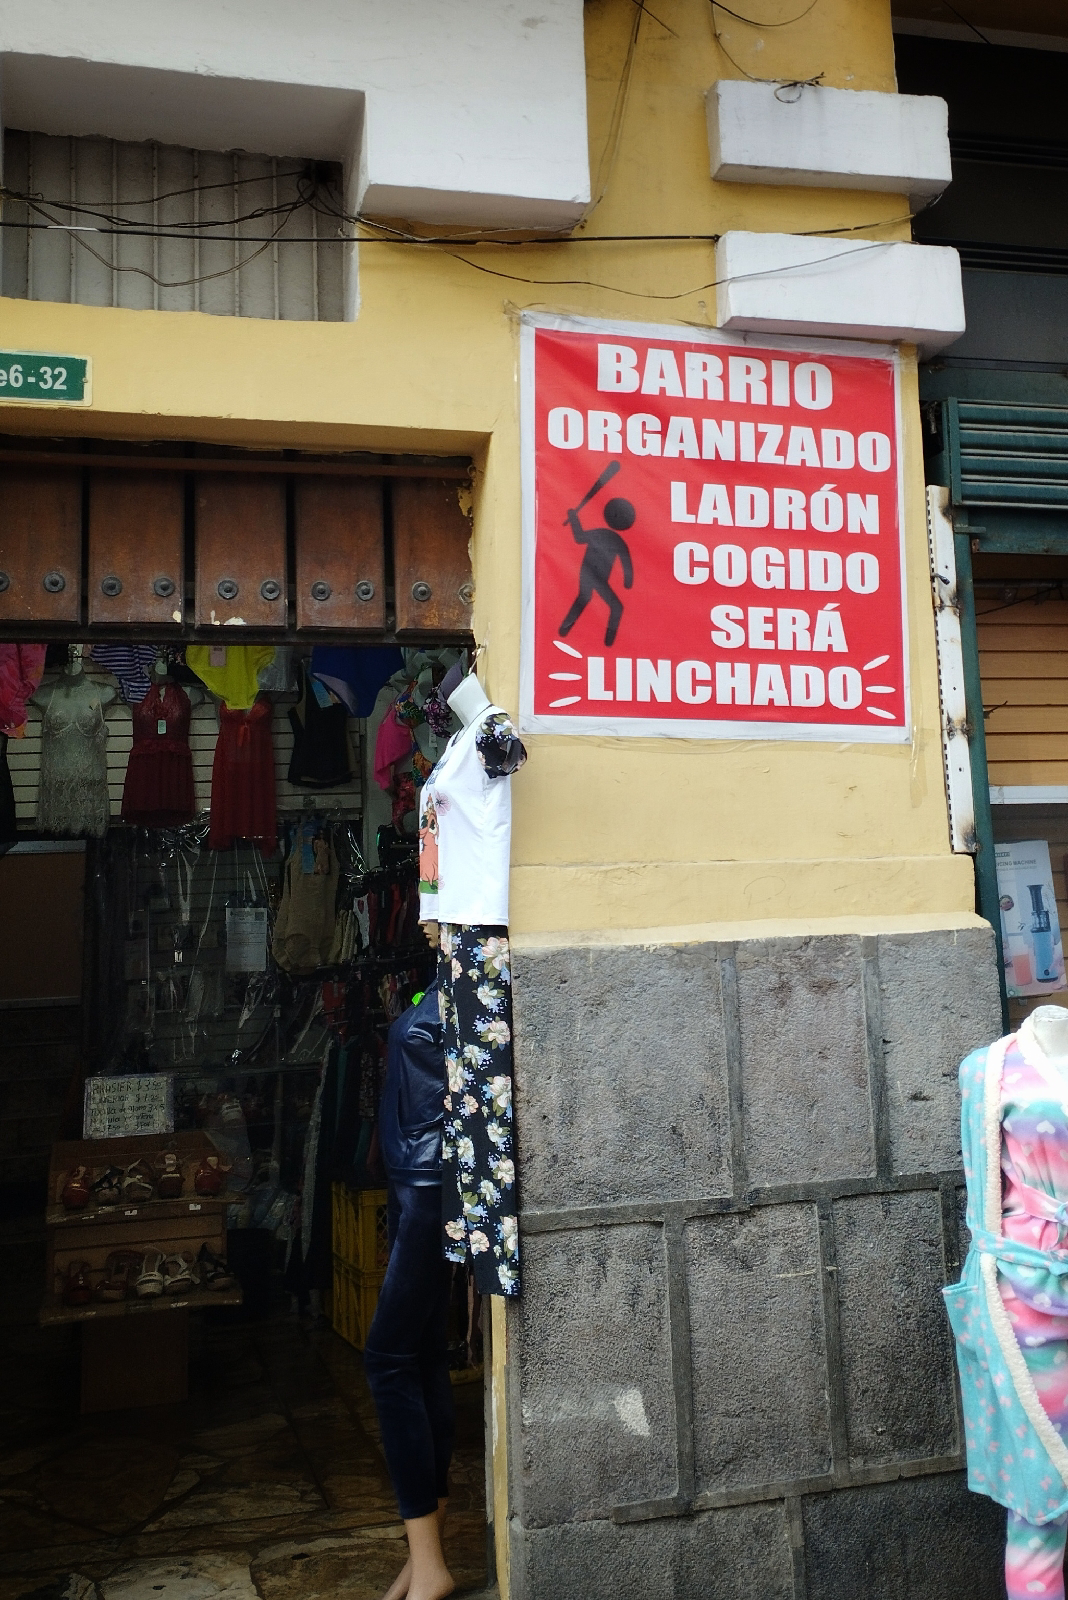 e6-32
BARRIO
ORGANIZADO
LADRÓN
COGIDO
SERÁ
LINCHADO